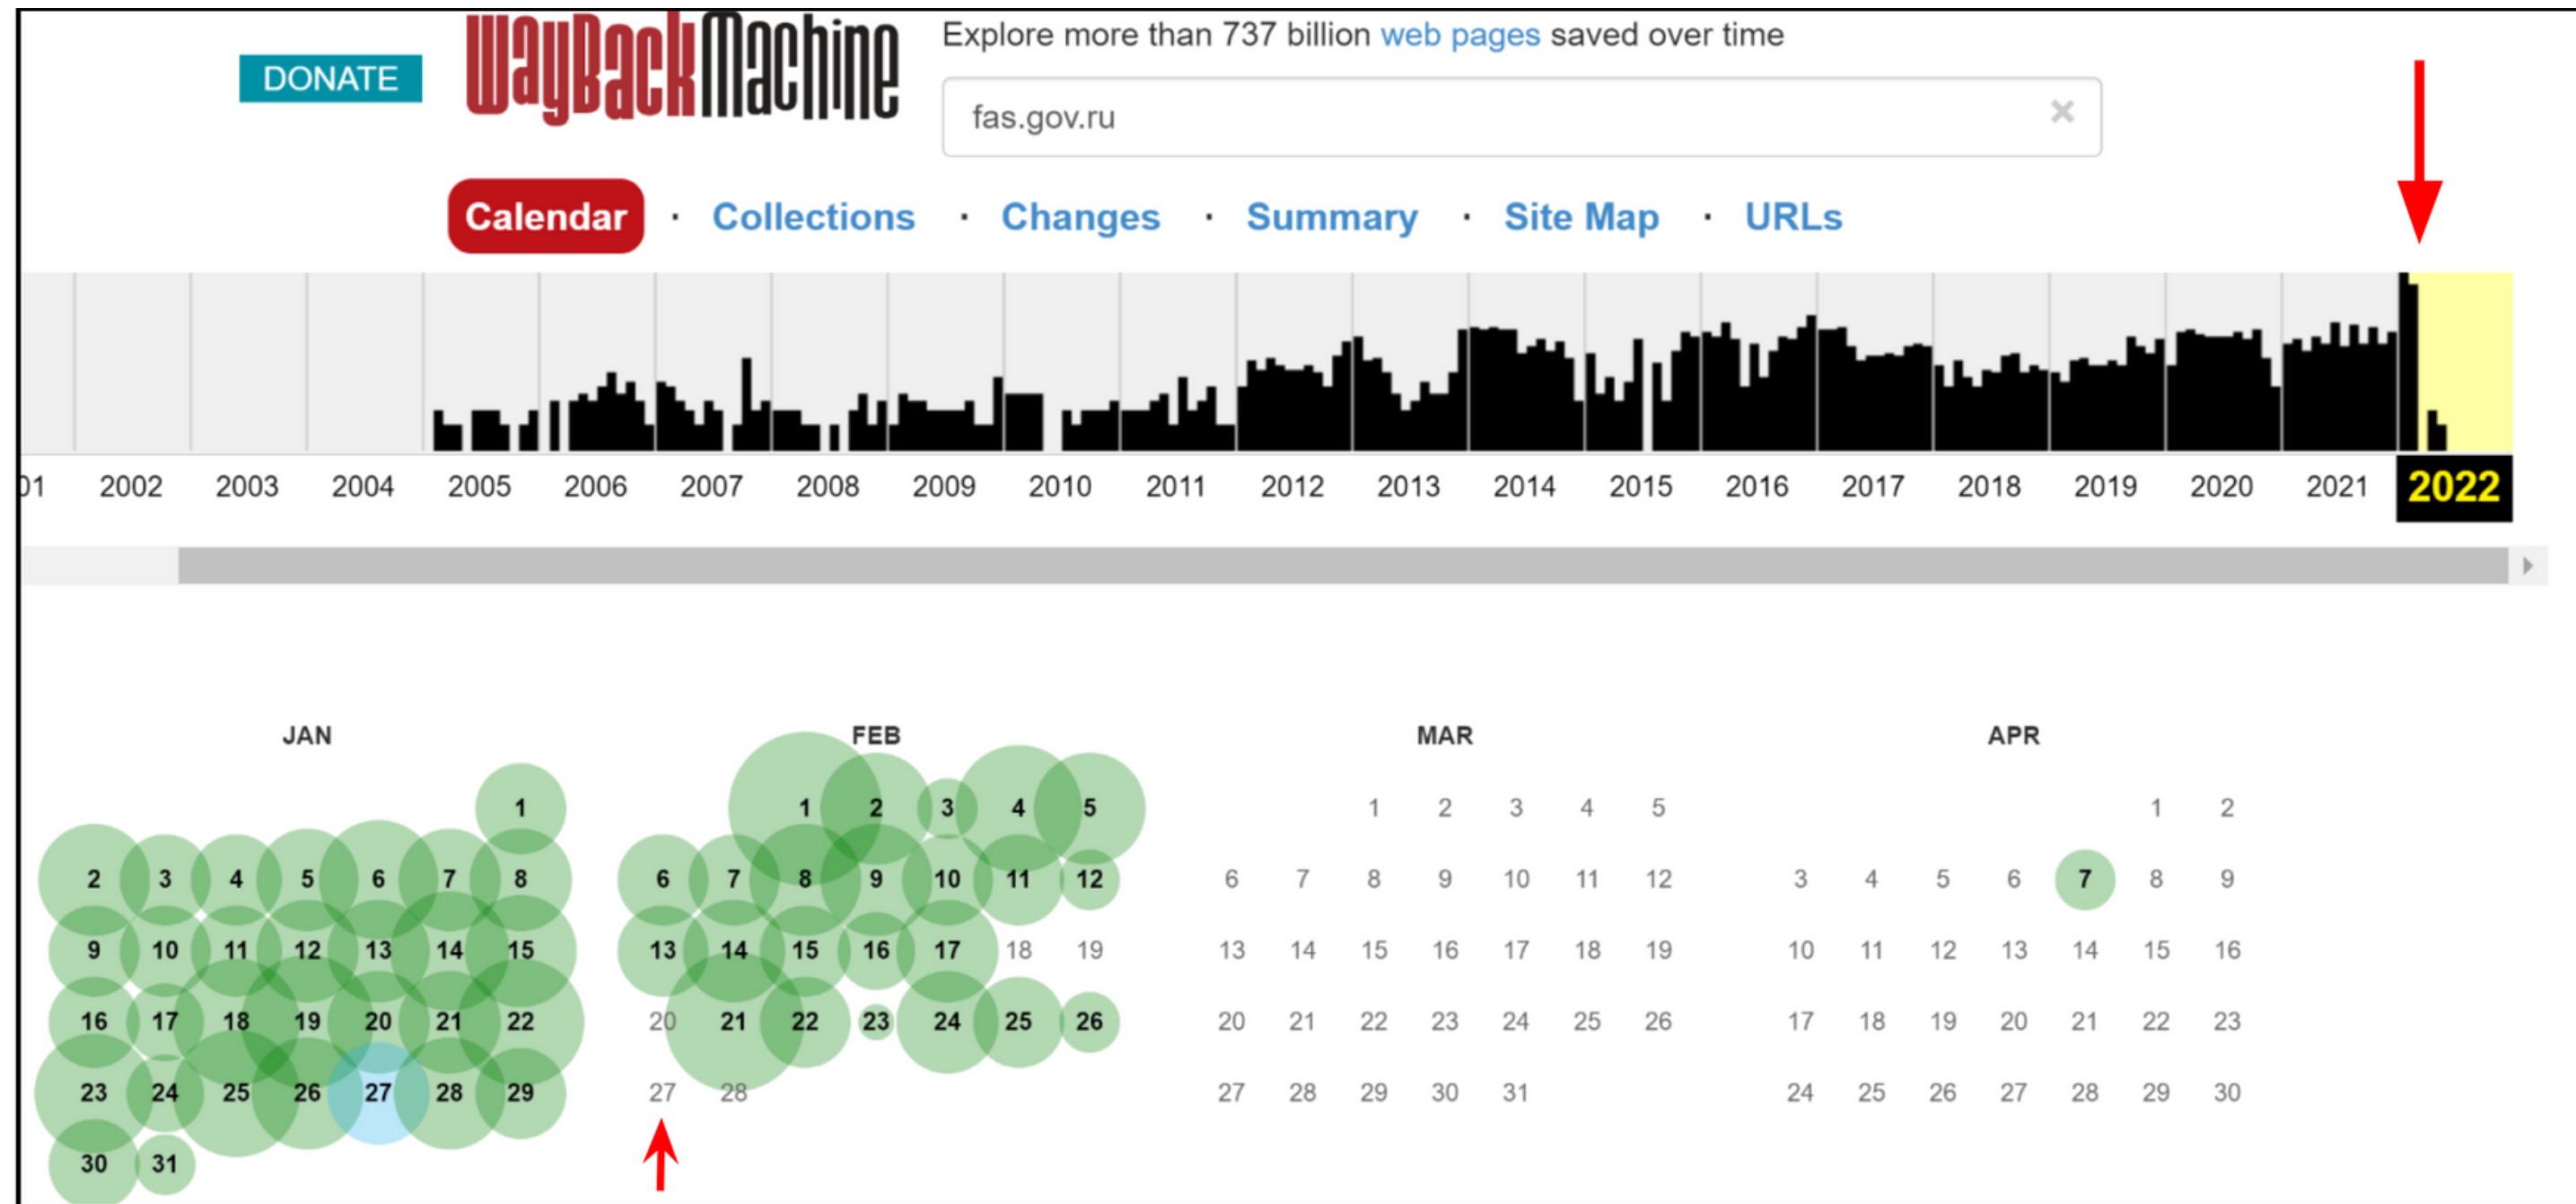 Explore more than 737 billion web pages saved over time
DONATE
WayBackMachine
fas.gov.ru
×
Calendar · Collections · Changes · Summary · Site Map · URLs
01 2002 2003 2004 2005 2006 2007 2008 2009 2010 2011 2012 2013 2014 2015 2016 2017 2018 2019 2020 2021 2022
JAN
1
2 3 4 5 6 7 8
9 10 11 12 13 14 15
16 17 18 19 20 21 22
23 24 25 26 27 28 29
30 31
FEB
1 2 3 4 5
6 7 8 9 10 11 12
13 14 15 16 17 18 19
20 21 22 23 24 25 26
27 28
MAR
1 2 3 4 5
6 7 8 9 10 11 12
13 14 15 16 17 18 19
20 21 22 23 24 25 26
27 28 29 30 31
APR
1 2
3 4 5 6 7 8 9
10 11 12 13 14 15 16
17 18 19 20 21 22 23
24 25 26 27 28 29 30